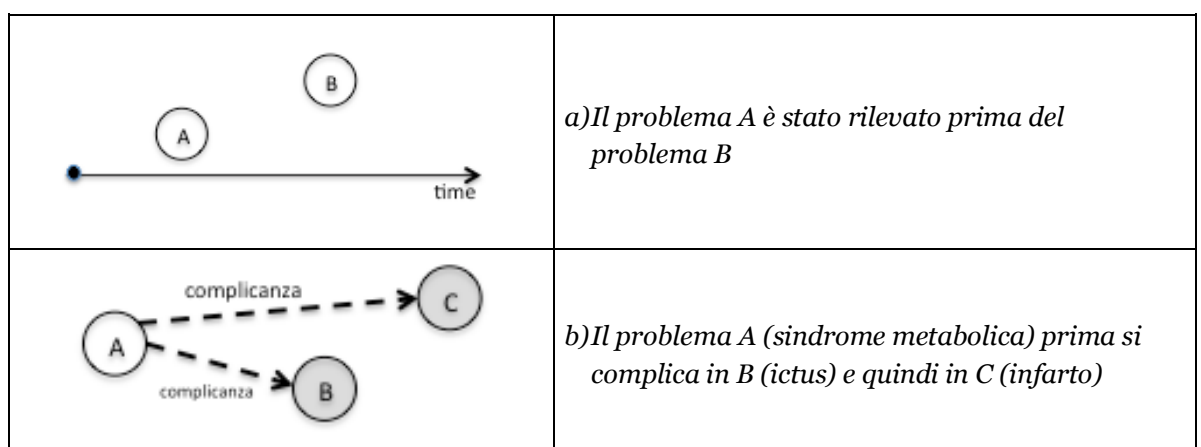 B
A
time
a)Il problema A è stato rilevato prima del
problema B
complicanza
C
A
complicanza
B
b)Il problema A (sindrome metabolica) prima si
complica in B (ictus) e quindi in C (infarto)